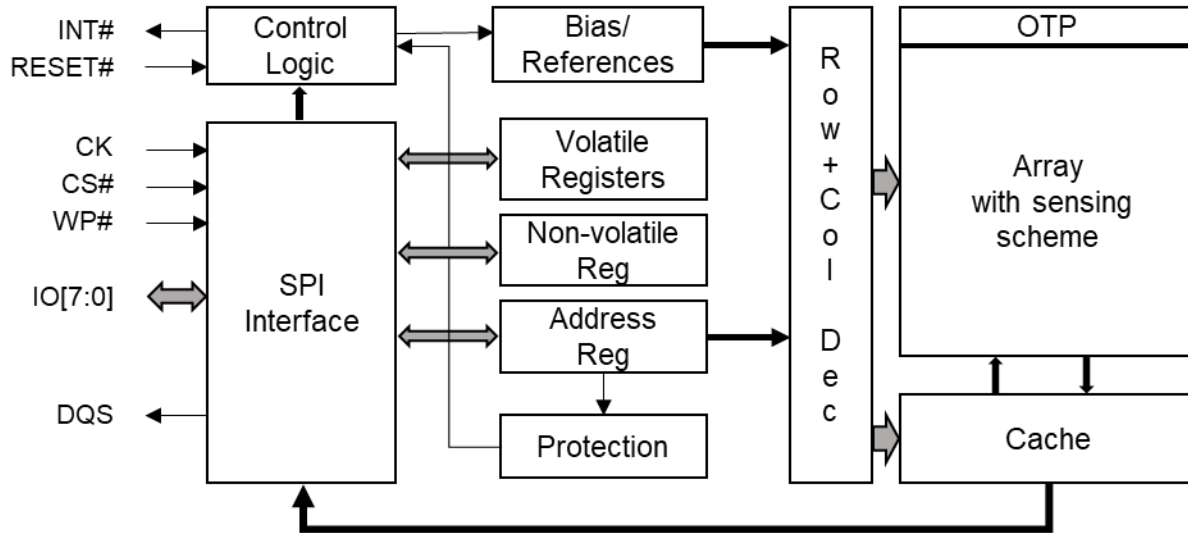 INT#
RESET#
CK
CS#
WP#
IO[7:0]
DQS
Control
Logic
SPI
Interface
Bias/
References
Volatile
Registers
Non-volatile
Reg
Address
Reg
Protection
R
o
w
+
C
o
l
D
e
c
OTP
Array
with sensing
scheme
Cache